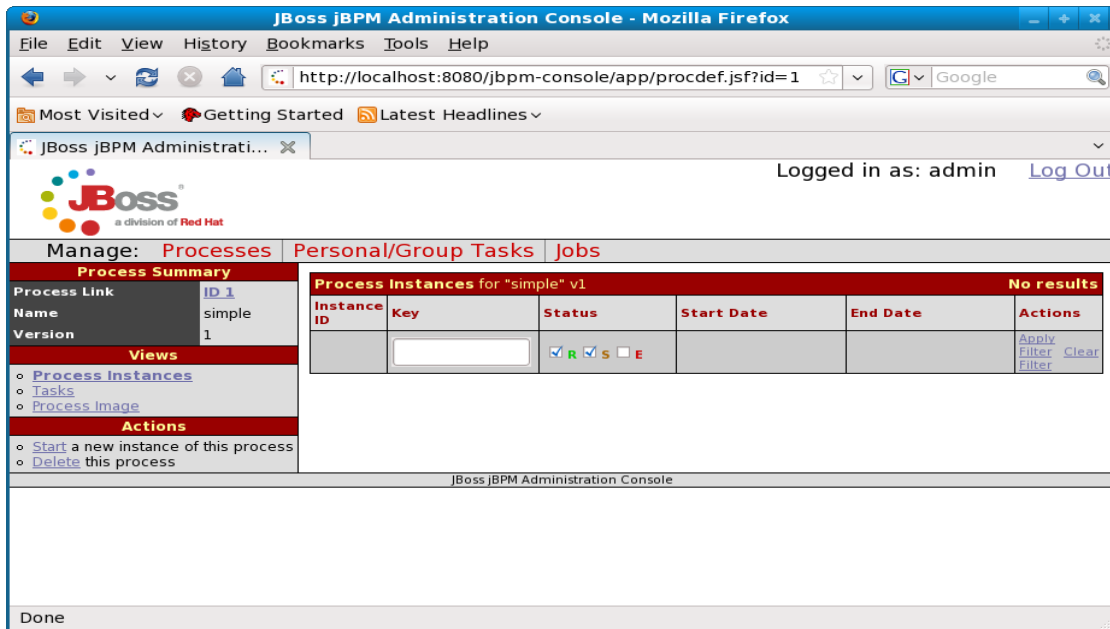 JBoss jBPM Administration Console - Mozilla Firefox
File Edit View History Bookmarks Tools Help
http://localhost:8080/jbpm-console/app/procdef.jsf?id=1 G Google
Most Visited Getting Started Latest Headlines
JBoss jBPM Administrati...
Logged in as: admin Log Out
JBoss
a division of Red Hat
Manage: Processes Personal/Group Tasks Jobs
Process Summary
Process Link ID 1
Name simple
Version 1
Views
Process Instances
Tasks
Process Image
Actions
Start a new instance of this process
Delete this process
Process Instances for "simple" v1 No results
Instance ID Key Status Start Date End Date Actions
R S E
Apply
Filter Clear
Filter
JBoss jBPM Administration Console
Done